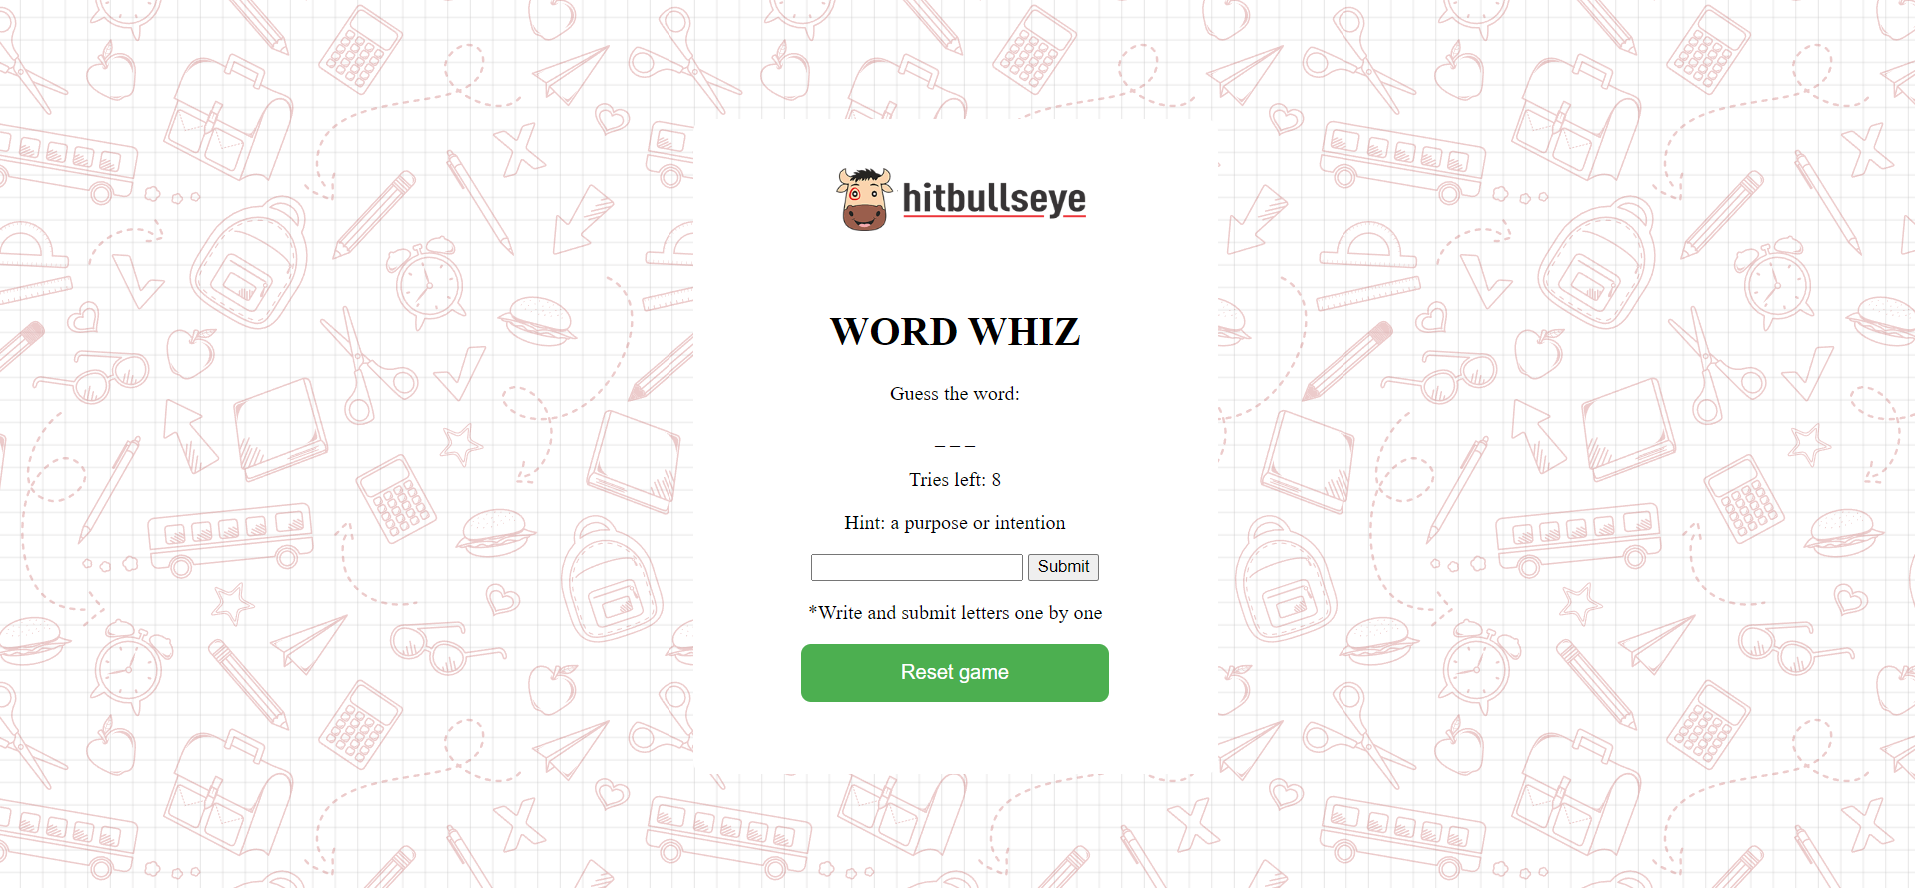 hitbullseye
WORD WHIZ
Guess the word:
_ _ _
Tries left: 8
Hint: a purpose or intention
Submit
*Write and submit letters one by one
Reset game